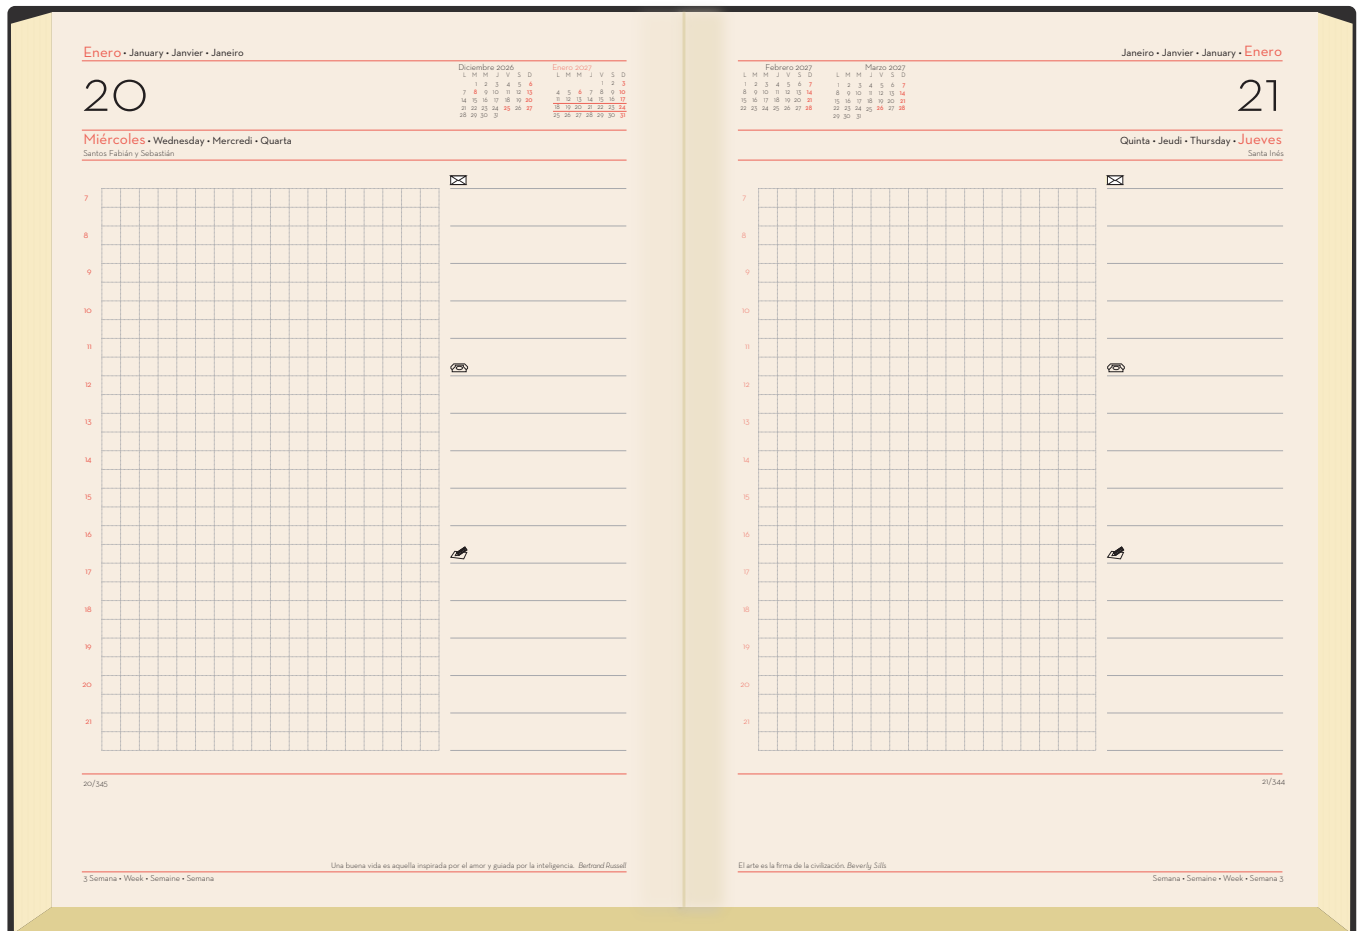 Enero • January • Janvier • Janeiro
20
Diciembre 2026
L M M J V S D
1 2 3 4 5 6
7 8 9 10 11 12 13
14 15 16 17 18 19 20
21 22 23 24 25 26 27
28 29 30 31
Enero 2027
L M M J V S D
1 2 3
4 5 6 7 8 9 10
11 12 13 14 15 16 17
18 19 20 21 22 23 24
25 26 27 28 29 30 31
Miércoles • Wednesday • Mercredi • Quarta
Santos Fabián y Sebastián
7
8
9
10
11
12
13
14
15
16
17
18
19
20
21
20/345
Una buena vida es aquella inspirada por el amor y guiada por la inteligencia. Bertrand Russell
3 Semana • Week • Semaine • Semana
Janeiro • Janvier • January • Enero
Febrero 2027
L M M J V S D
1 2 3 4 5 6 7
8 9 10 11 12 13 14
15 16 17 18 19 20 21
22 23 24 25 26 27 28
Marzo 2027
L M M J V S D
1 2 3 4 5 6 7
8 9 10 11 12 13 14
15 16 17 18 19 20 21
22 23 24 25 26 27 28
29 30 31
21
Quinta • Jeudi • Thursday • Jueves
Santa Inés
7
8
9
10
11
12
13
14
15
16
17
18
19
20
21
21/344
El arte es la firma de la civilización. Beverly Sills
Semana • Semaine • Week • Semana 3